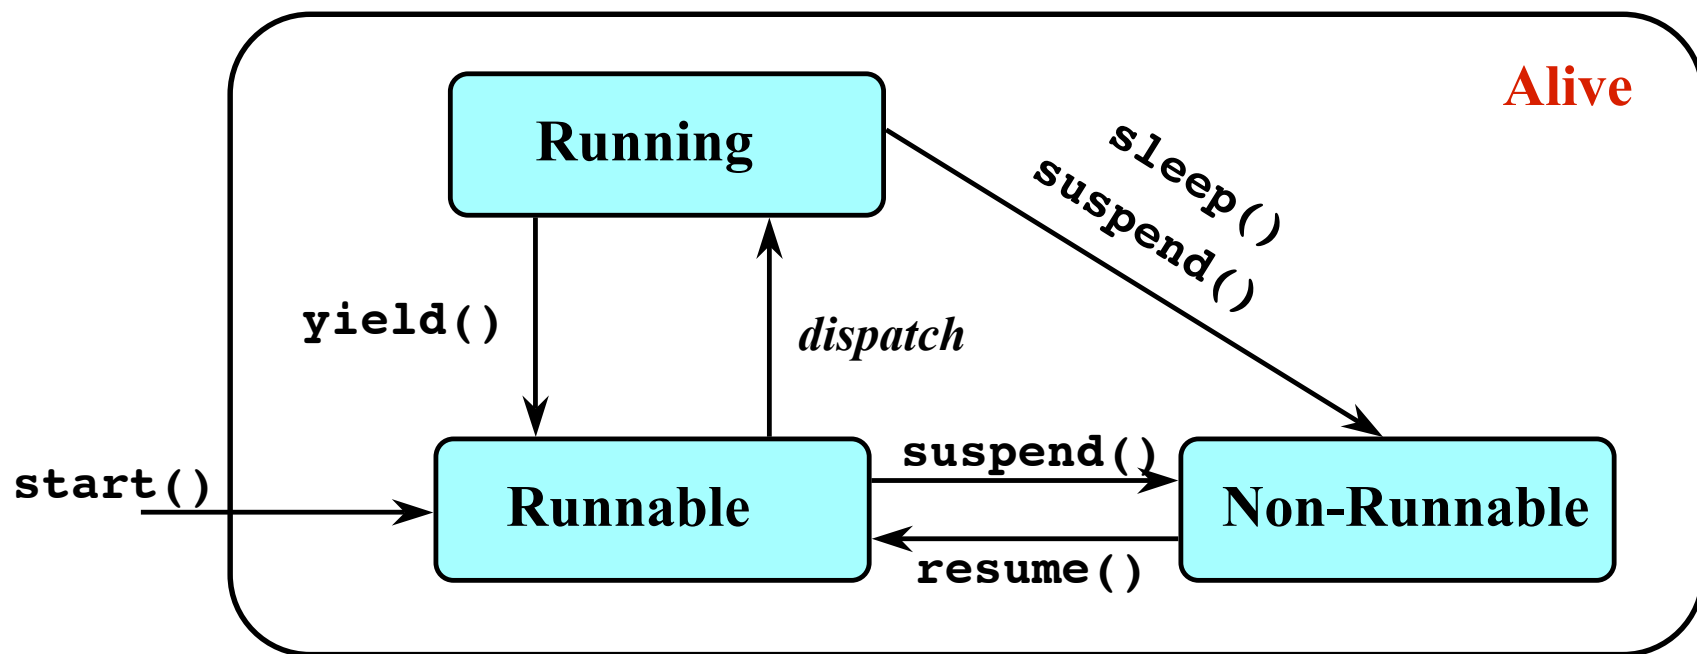 Alive
Running
sleep()
suspend()
yield()
dispatch
start()
Runnable
suspend()
resume()
Non-Runnable